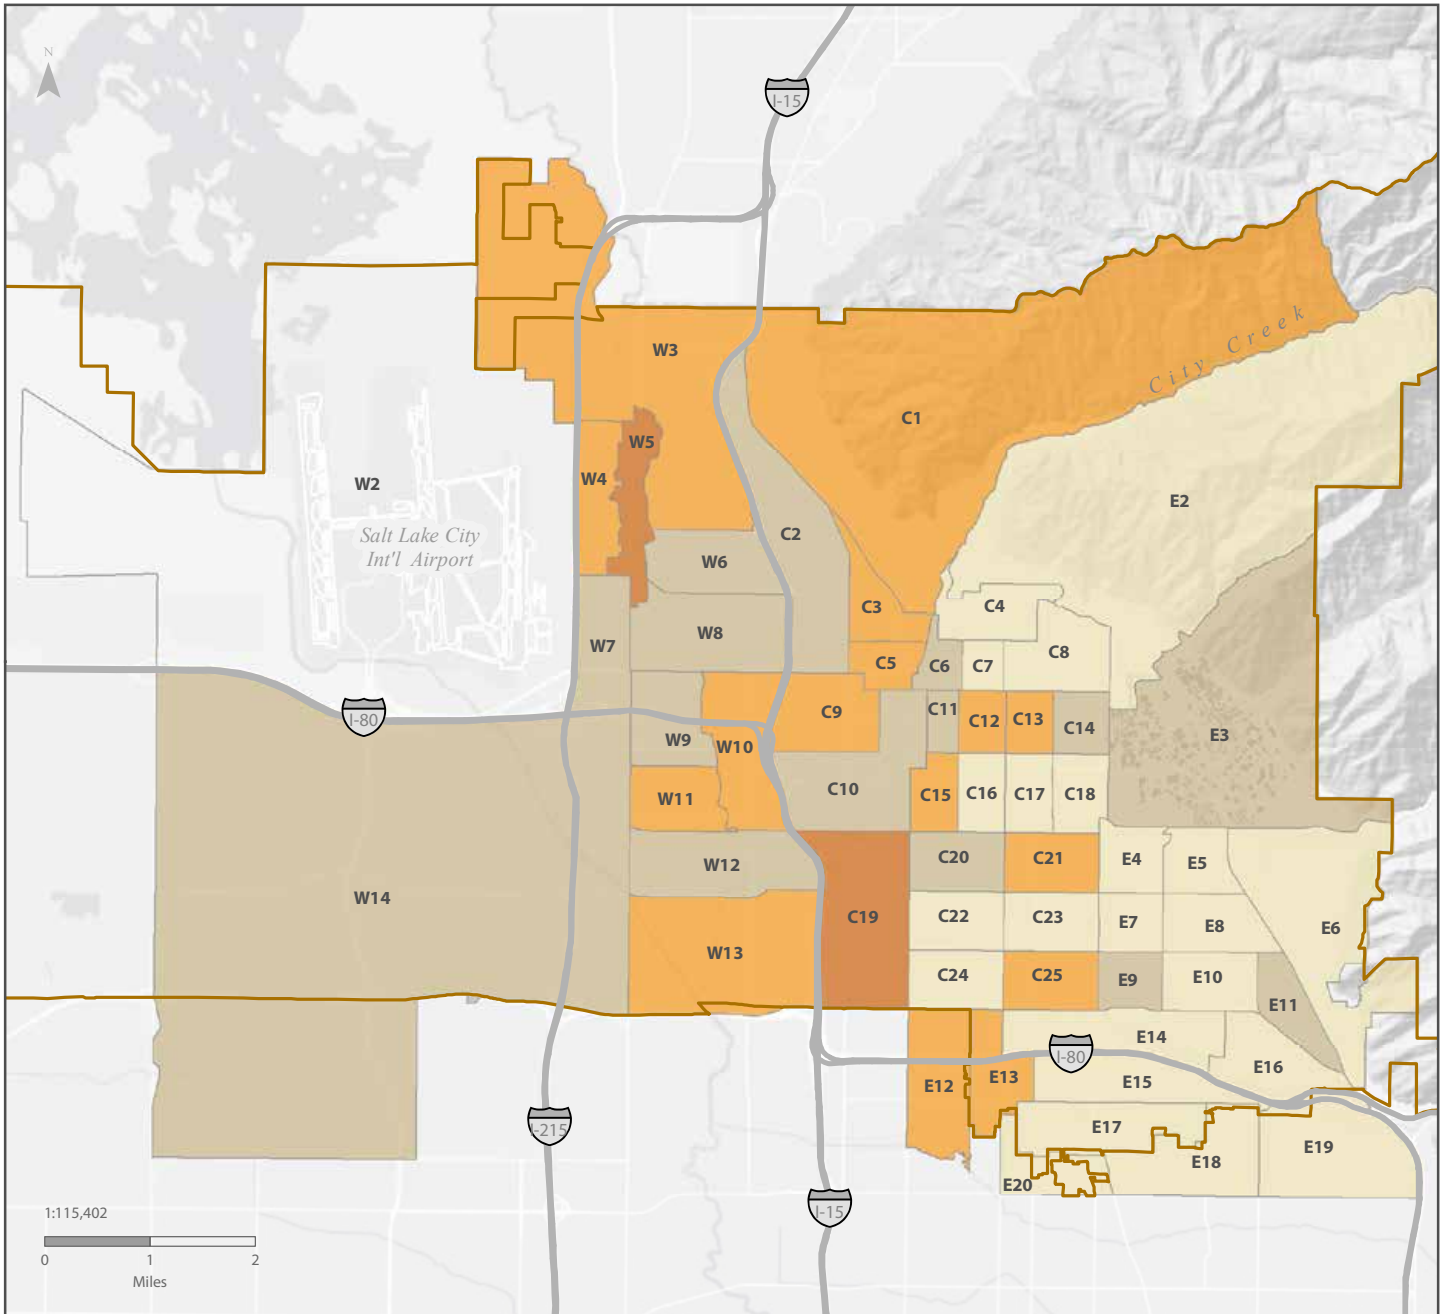 N
I-15
W3
City Creek
C1
W5
W4
W2
E2
Salt Lake City
Int'l Airport
C2
W6
C3
C4
W8
W7
C8
C5
C6
C7
C11
C9
C12
C13
C14
I-80
E3
W9
W10
C10
W11
C15
C16
C17
C18
W12
C20
C21
E4
E5
W14
C19
C22
C23
E7
E8
E6
W13
C24
C25
E9
E10
E11
E14
I-80
E16
E12
E13
E15
I-215
E17
E19
E18
E20
I-15
1:115,402
0 1 2
Miles